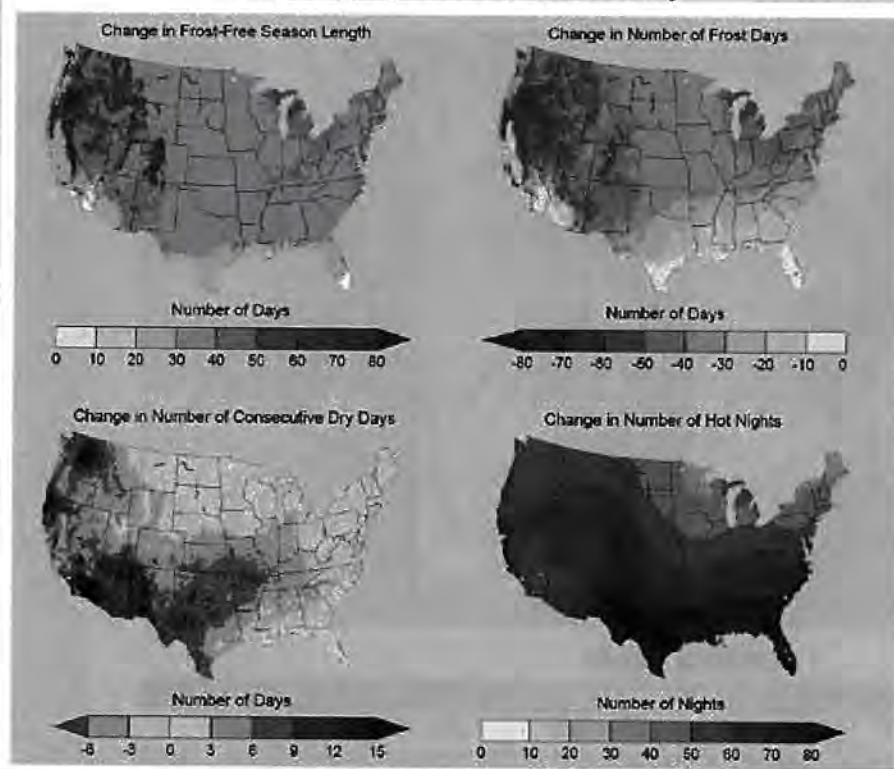 Change in Frost-Free Season Length
Number of Days
0 10 20 30 40 50 60 70 80
Change in Number of Frost Days
Number of Days
-80 -70 -60 -50 -40 -30 -20 -10 0
Change in Number of Consecutive Dry Days
Number of Days
-6 -3 0 3 6 9 12 15
Change in Number of Hot Nights
Number of Nights
0 10 20 30 40 50 60 70 80